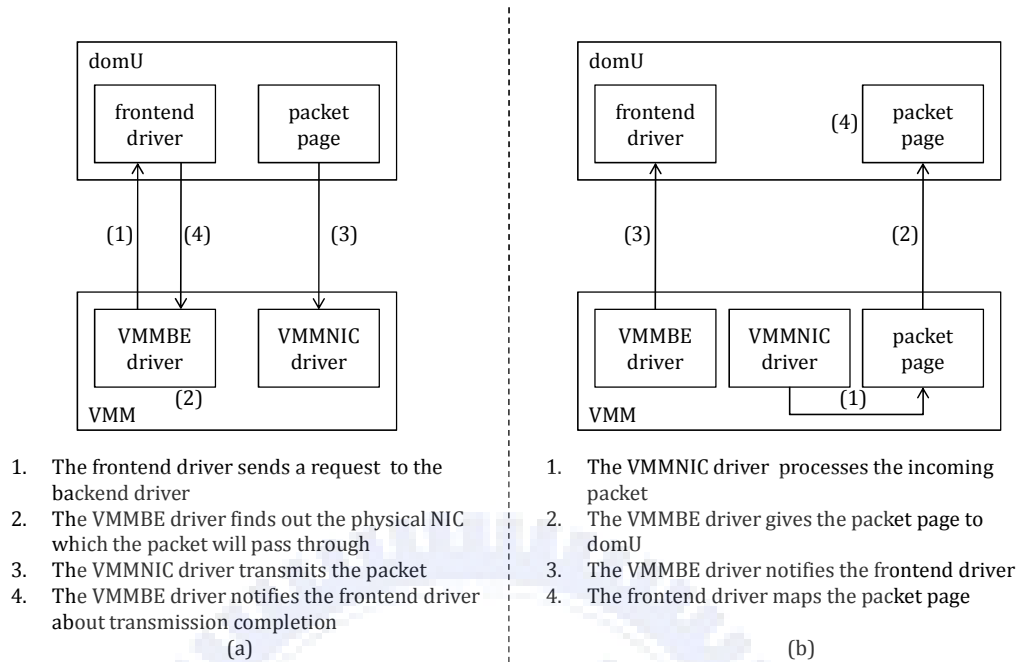 domU
frontend
driver
packet
page
(1)
(4)
(3)
VMMBE
driver
VMMNIC
driver
(2)
VMM
1. The frontend driver sends a request to the
backend driver
2. The VMMBE driver finds out the physical NIC
which the packet will pass through
3. The VMMNIC driver transmits the packet
4. The VMMBE driver notifies the frontend driver
about transmission completion
(a)
domU
frontend
driver
(4)
packet
page
(3)
(2)
VMMBE
driver
VMMNIC
driver
packet
page
(1)
VMM
1. The VMMNIC driver processes the incoming
packet
2. The VMMBE driver gives the packet page to
domU
3. The VMMBE driver notifies the frontend driver
4. The frontend driver maps the packet page
(b)